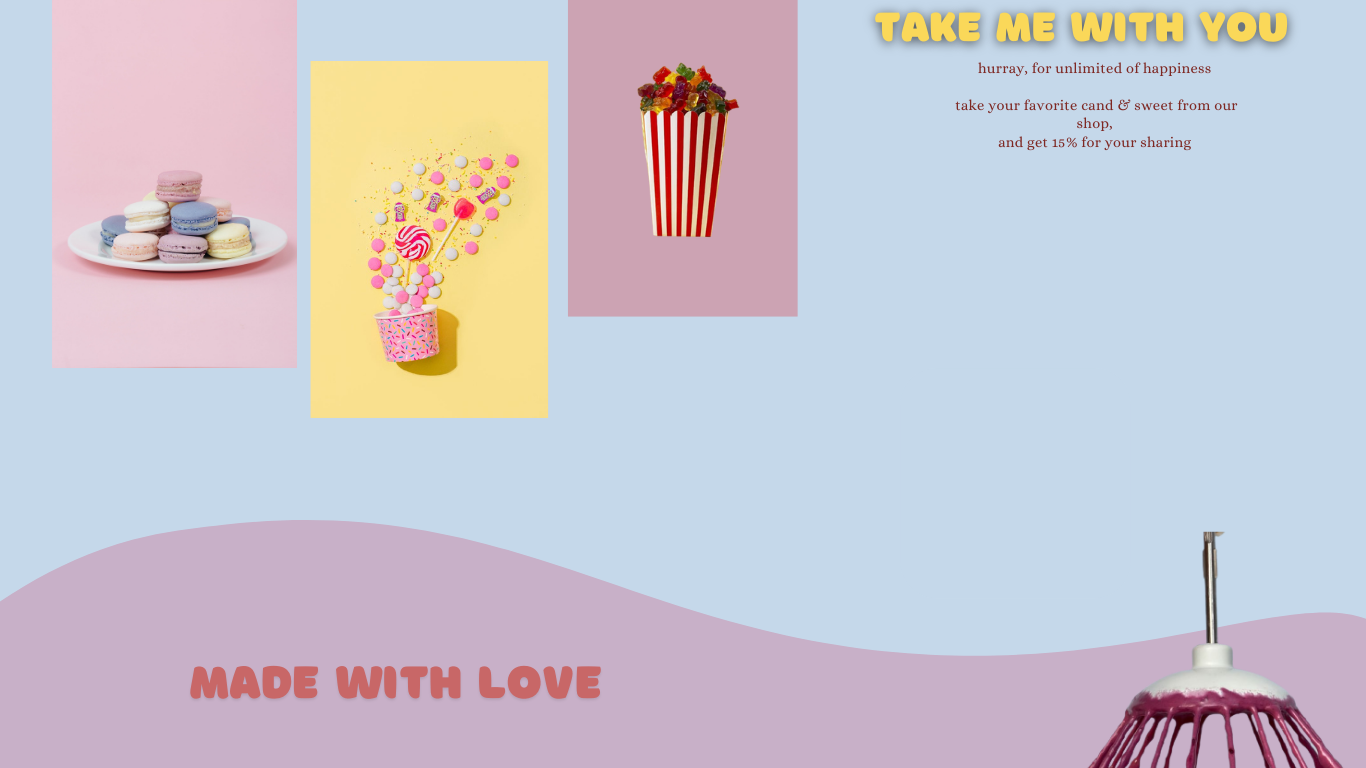 TAKE ME WITH YOU
hurray, for unlimited of happiness
take your favorite cand & sweet from our
shop,
and get 15% for your sharing
MADE WITH LOVE